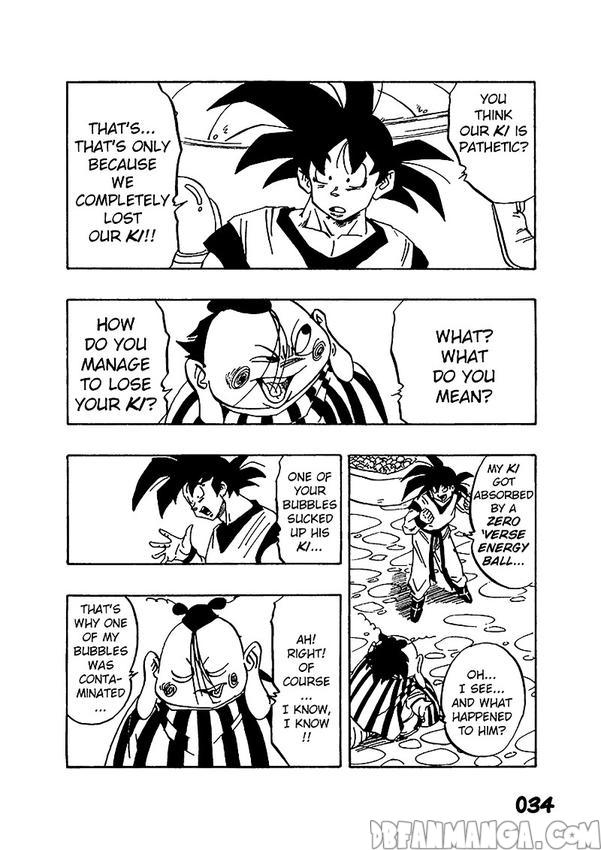 YOU
THINK
OUR KI IS
PATHETIC?
THAT'S...
THAT'S ONLY
BECAUSE
WE
COMPLETELY
LOST
OUR KI!!
WHAT?
WHAT
DO YOU
MEAN?
HOW
DO YOU
MANAGE
TO LOSE
YOUR KI?
MY KI
GOT
ABSORBED
BY A
ZERO
'VERSE
ENERGY
BALL...
OH...
I SEE...
AND WHAT
HAPPENED
TO HIM?
ONE OF
YOUR
BUBBLES
SUCKED
UP HIS
KI...
AH!
RIGHT!
OF
COURSE
...
I KNOW,
I KNOW
!!
THAT'S
WHY ONE
OF MY
BUBBLES
WAS
CONTA-
MINATED
...
034
DBFANMANGA.COM